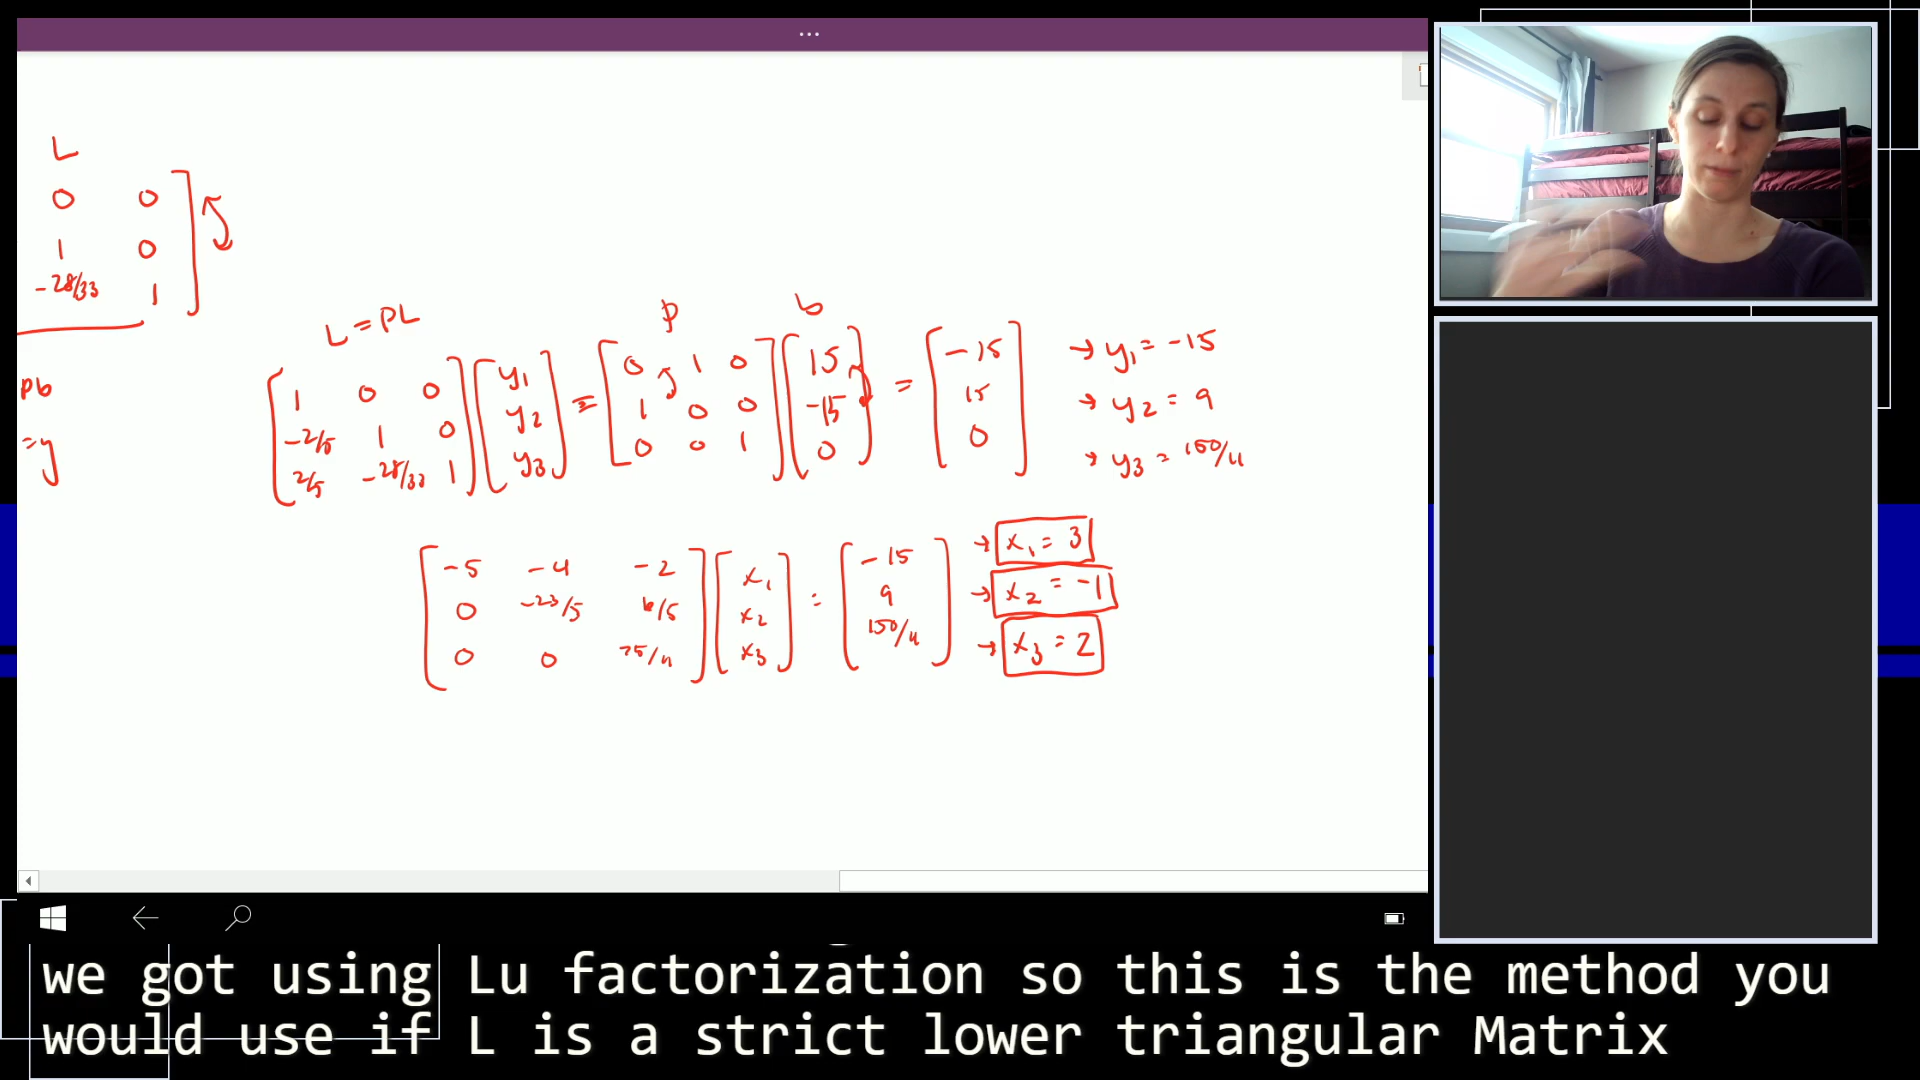 L
0 0
1 0
-28/33 1
L = PL
P
b
Pb
= y
1 0 0
-2/5 1 0
2/5 -28/33 1
y1
y2
y3
=
0 1 0
1 0 0
0 0 1
15
-15
0
=
-15
15
0
→ y1 = -15
→ y2 = 9
→ y3 = 150/11
-5 -4 -2
0 -23/5 6/5
0 0 75/11
x1
x2
x3
=
-15
9
150/11
→ x1 = 3
→ x2 = -1
→ x3 = 2
we got using Lu factorization so this is the method you
would use if L is a strict lower triangular Matrix